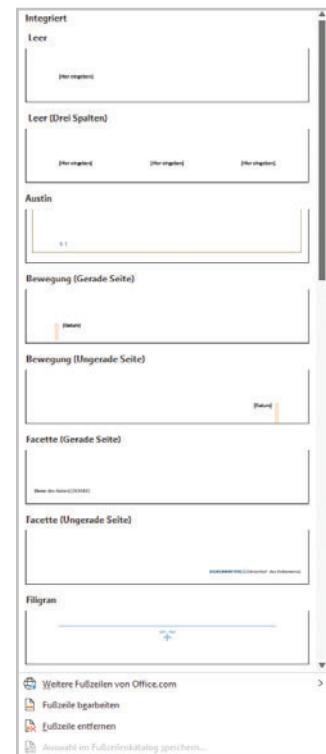 Integriert
Leer
[Hier eingeben]
Leer (Drei Spalten)
[Hier eingeben] [Hier eingeben] [Hier eingeben]
Austin
Bewegung (Gerade Seite)
[Datum]
Bewegung (Ungerade Seite)
[Datum]
Facette (Gerade Seite)
Facette (Ungerade Seite)
Filigran
Weitere Fußzeilen von Office.com
Fußzeile bearbeiten
Fußzeile entfernen
Auswahl im Fußzeilenkatalog speichern...